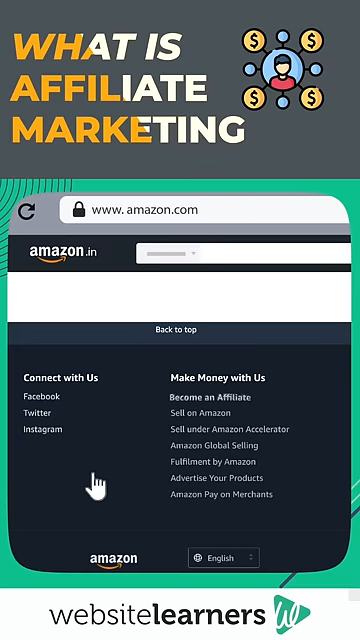 WHAT IS
AFFILIATE
MARKETING
www. amazon.com
amazon.in
Back to top
Connect with Us
Facebook
Twitter
Instagram
Make Money with Us
Become an Affiliate
Sell on Amazon
Sell under Amazon Accelerator
Amazon Global Selling
Fulfilment by Amazon
Advertise Your Products
Amazon Pay on Merchants
amazon
English
websitelearners